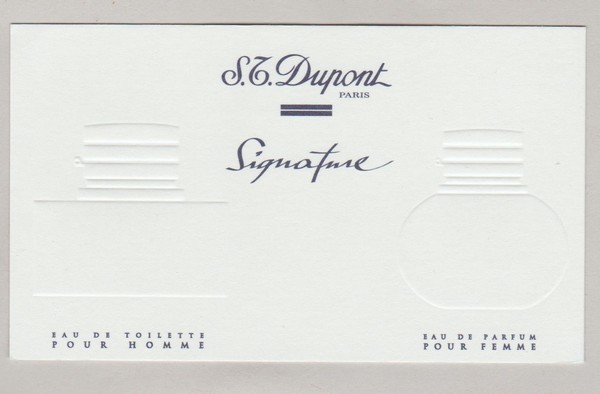 S.T. Dupont
PARIS
Signature
EAU DE TOILETTE
POUR HOMME
EAU DE PARFUM
POUR FEMME